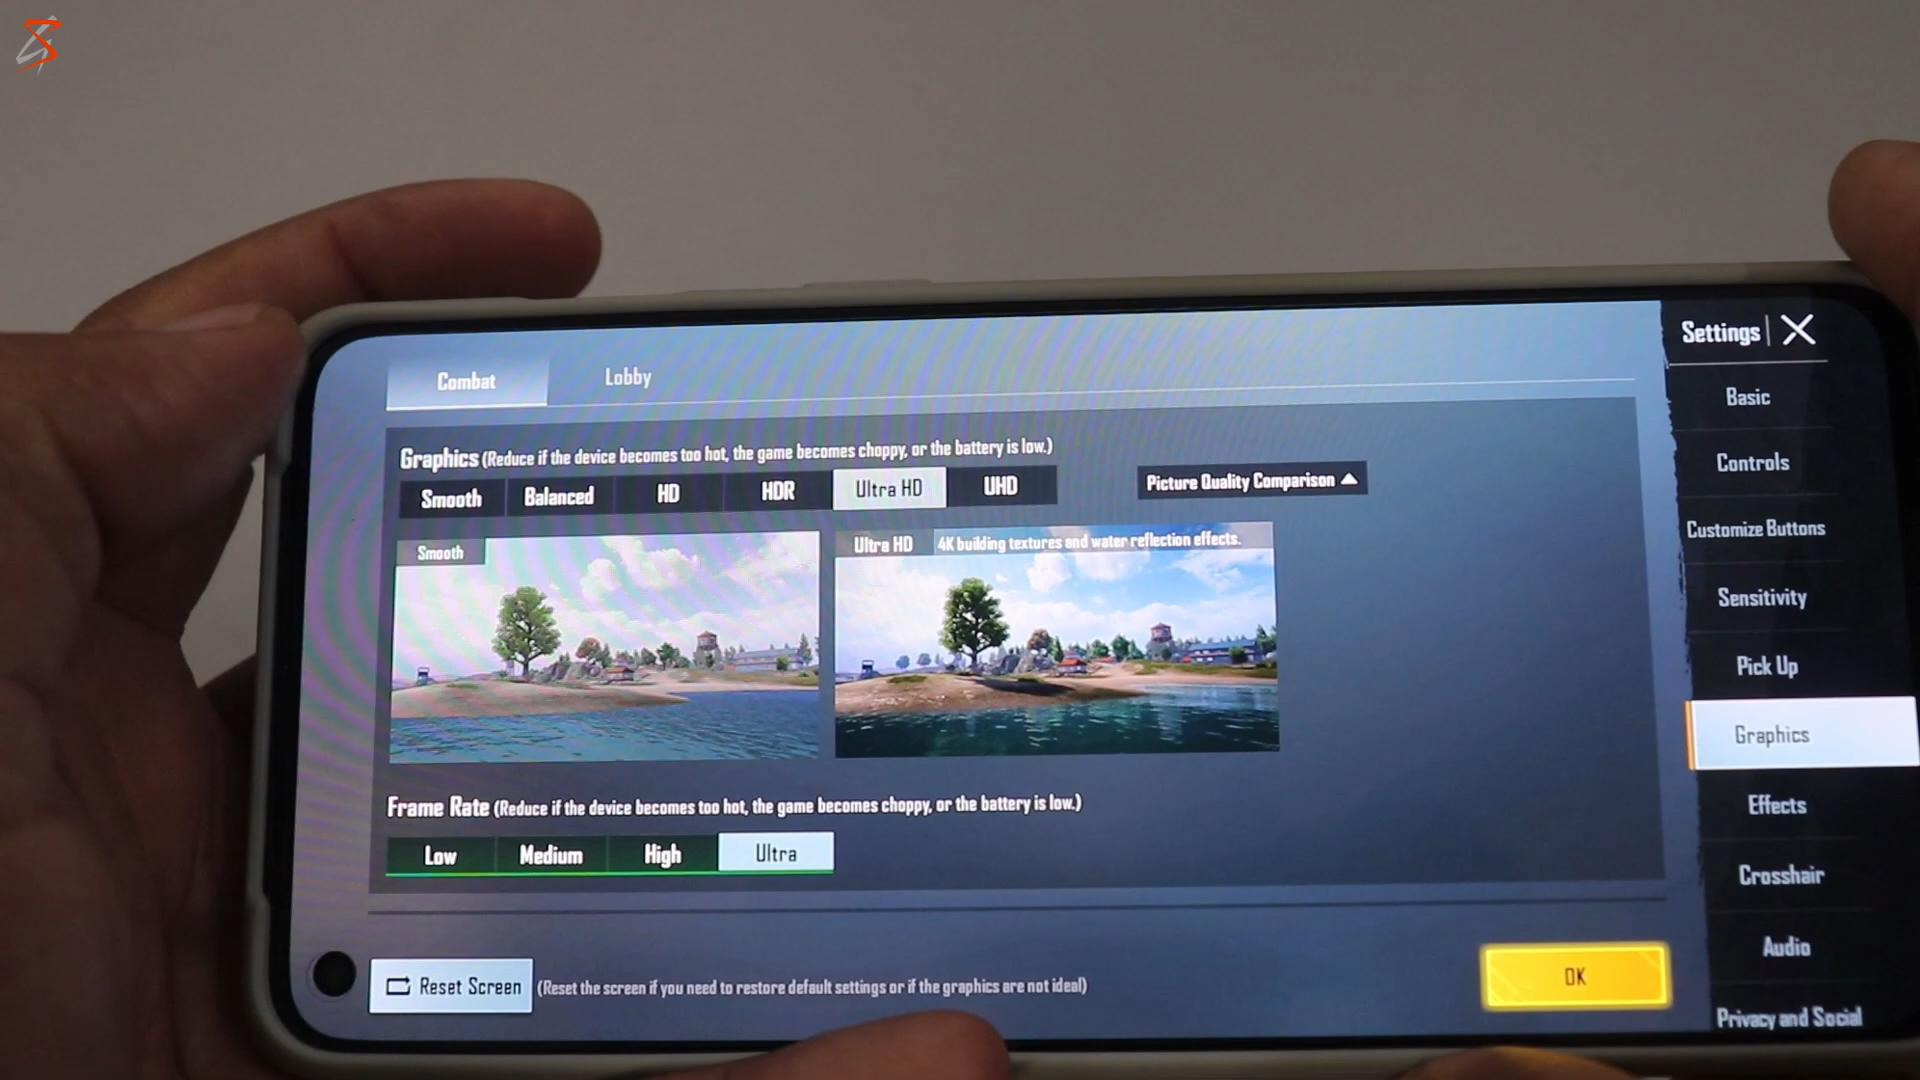 Combat
Lobby
Graphics (Reduce if the device becomes too hot, the game becomes choppy, or the battery is low.)
Smooth Balanced HD HDR Ultra HD UHD
Picture Quality Comparison
Smooth
Ultra HD 4K building textures and water reflection effects.
Frame Rate (Reduce if the device becomes too hot, the game becomes choppy, or the battery is low.)
Low Medium High Ultra
Reset Screen (Reset the screen if you need to restore default settings or if the graphics are not ideal)
OK
Settings
Basic
Controls
Customize Buttons
Sensitivity
Pick Up
Graphics
Effects
Crosshair
Audio
Privacy and Social